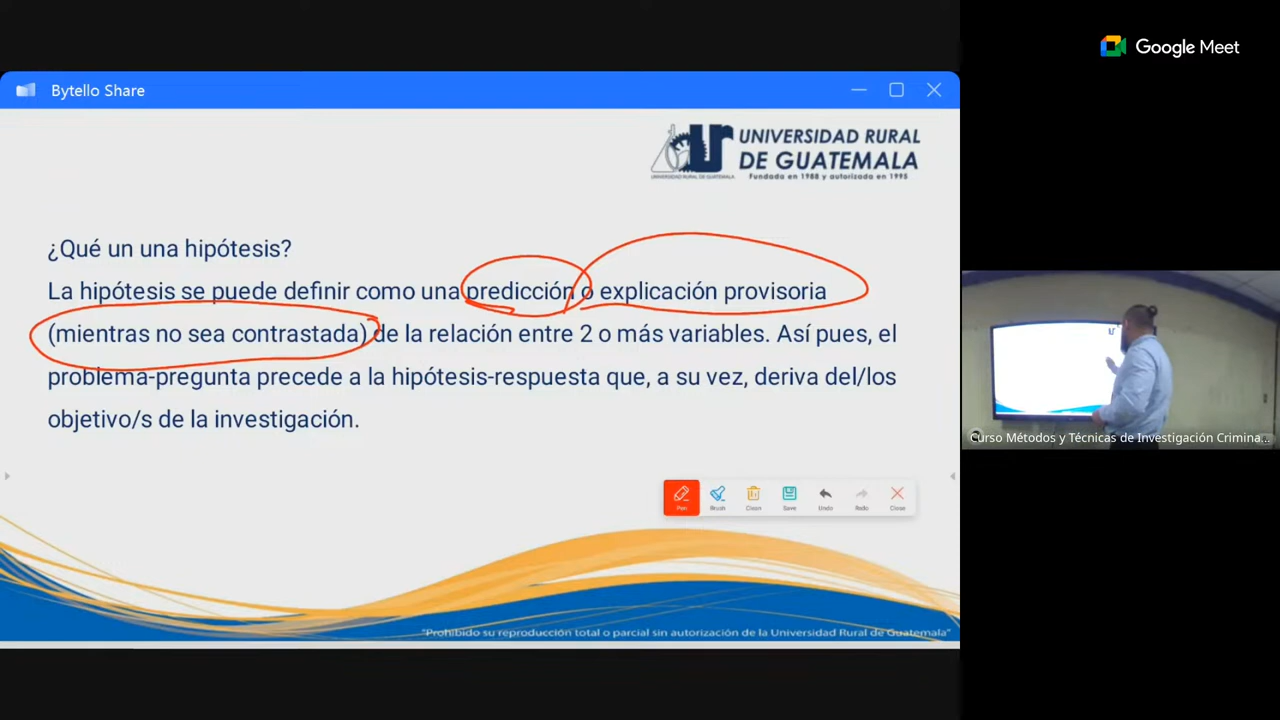 Google Meet
Bytello Share
UNIVERSIDAD RURAL
DE GUATEMALA
Fundada en 1988 y autorizada en 1995
UNIVERSIDAD RURAL DE GUATEMALA
¿Qué un una hipótesis?
La hipótesis se puede definir como una predicción o explicación provisoria
(mientras no sea contrastada) de la relación entre 2 o más variables. Así pues, el
problema-pregunta precede a la hipótesis-respuesta que, a su vez, deriva del/los
objetivo/s de la investigación.
Pen Brush Clean Save Undo Redo Close
"Prohibido su reproducción total o parcial sin autorización de la Universidad Rural de Guatemala"
Curso Métodos y Técnicas de Investigación Crimina...